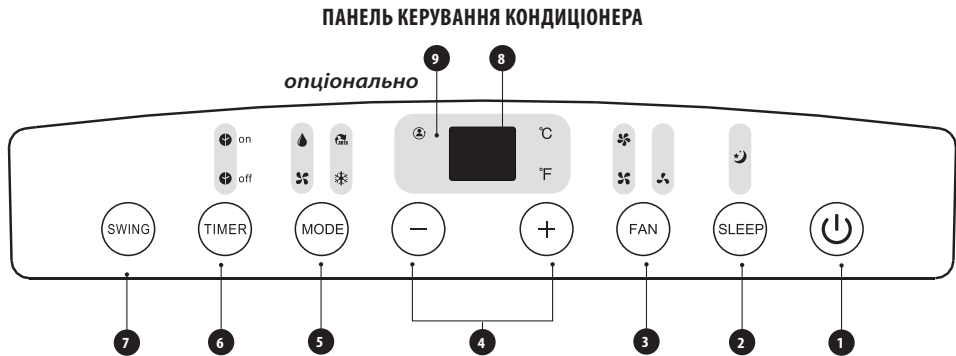 ПАНЕЛЬ КЕРУВАННЯ КОНДИЦІОНЕРА
9 8
опціонально
on auto °C
off °F
SWING TIMER MODE − + FAN SLEEP
7 6 5 4 3 2 1